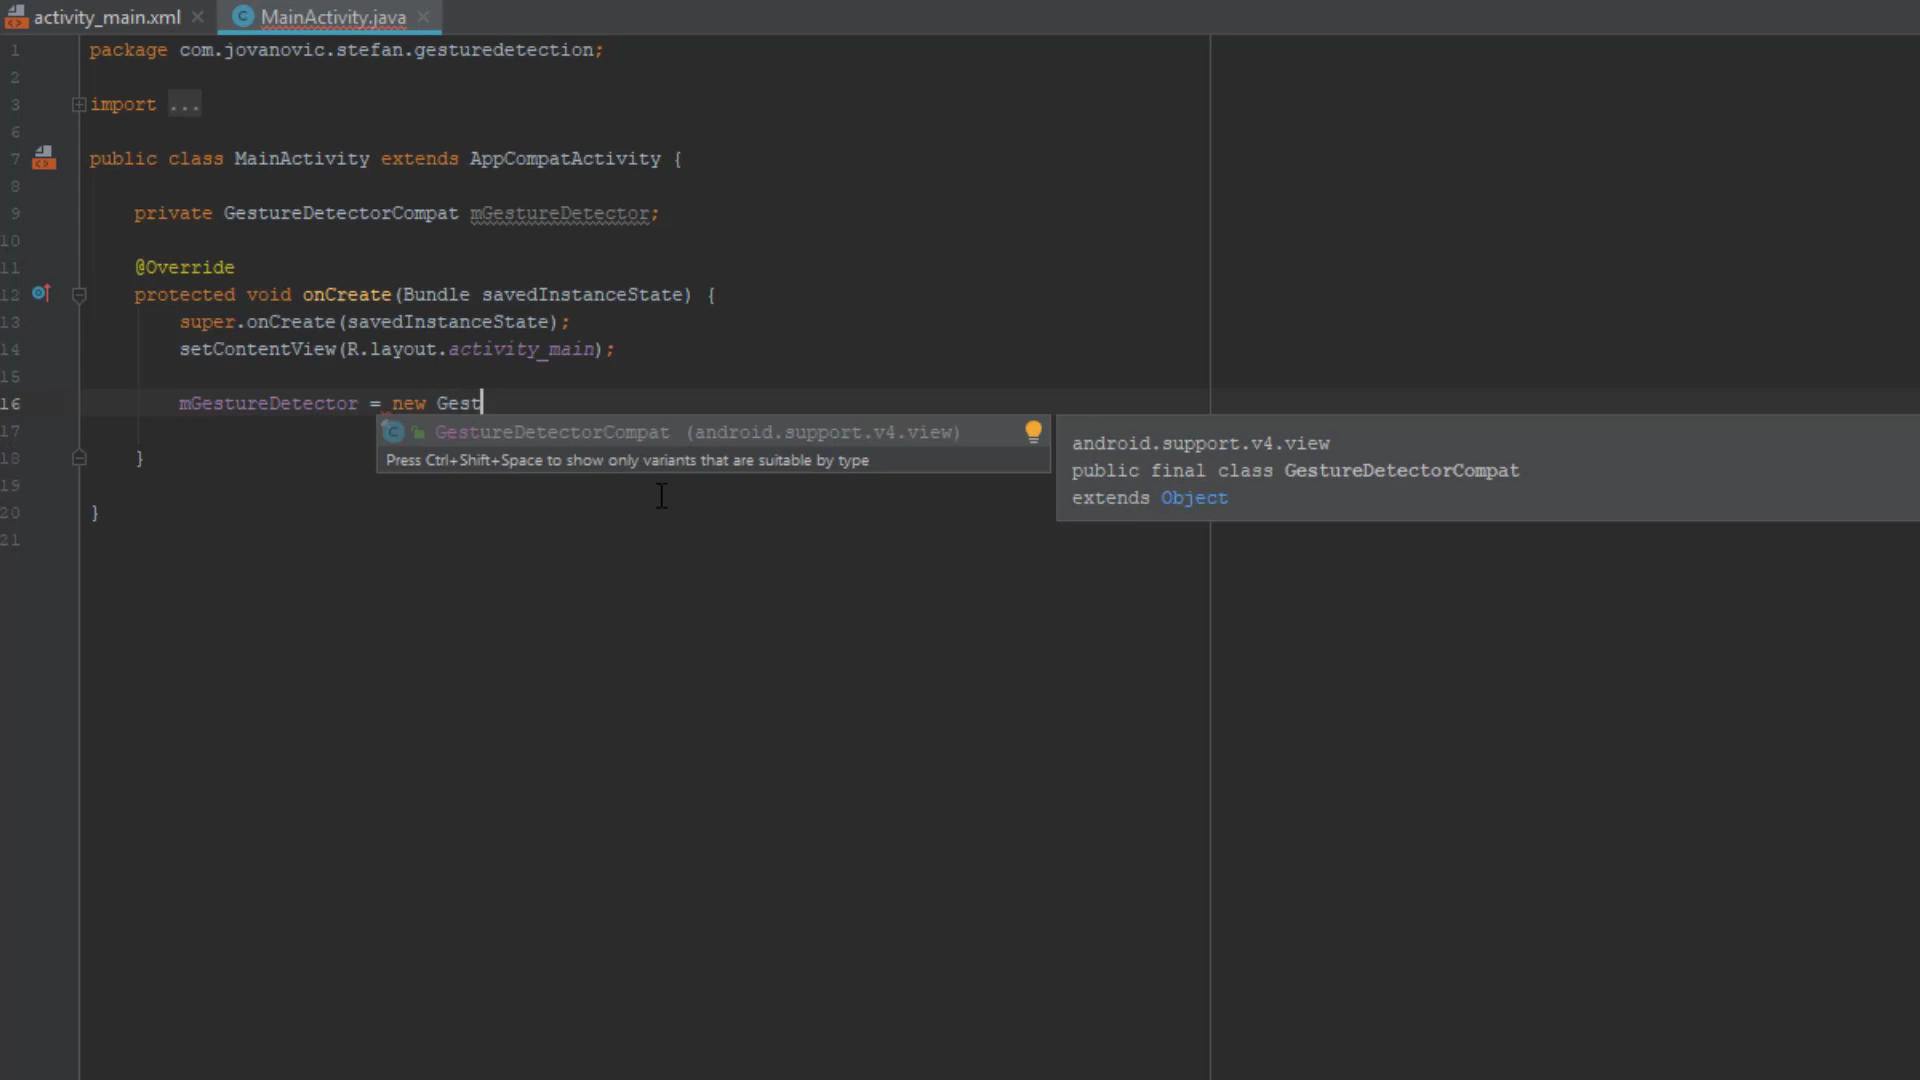 activity_main.xml MainActivity.java
1 package com.jovanovic.stefan.gesturedetection;
2
3 import ...
6
7 public class MainActivity extends AppCompatActivity {
8
9 private GestureDetectorCompat mGestureDetector;
10
11 @Override
12 protected void onCreate(Bundle savedInstanceState) {
13 super.onCreate(savedInstanceState);
14 setContentView(R.layout.activity_main);
15
16 mGestureDetector = new Gest
17 GestureDetectorCompat (android.support.v4.view)
Press Ctrl+Shift+Space to show only variants that are suitable by type
android.support.v4.view
public final class GestureDetectorCompat
extends Object
18 }
19
20 }
21